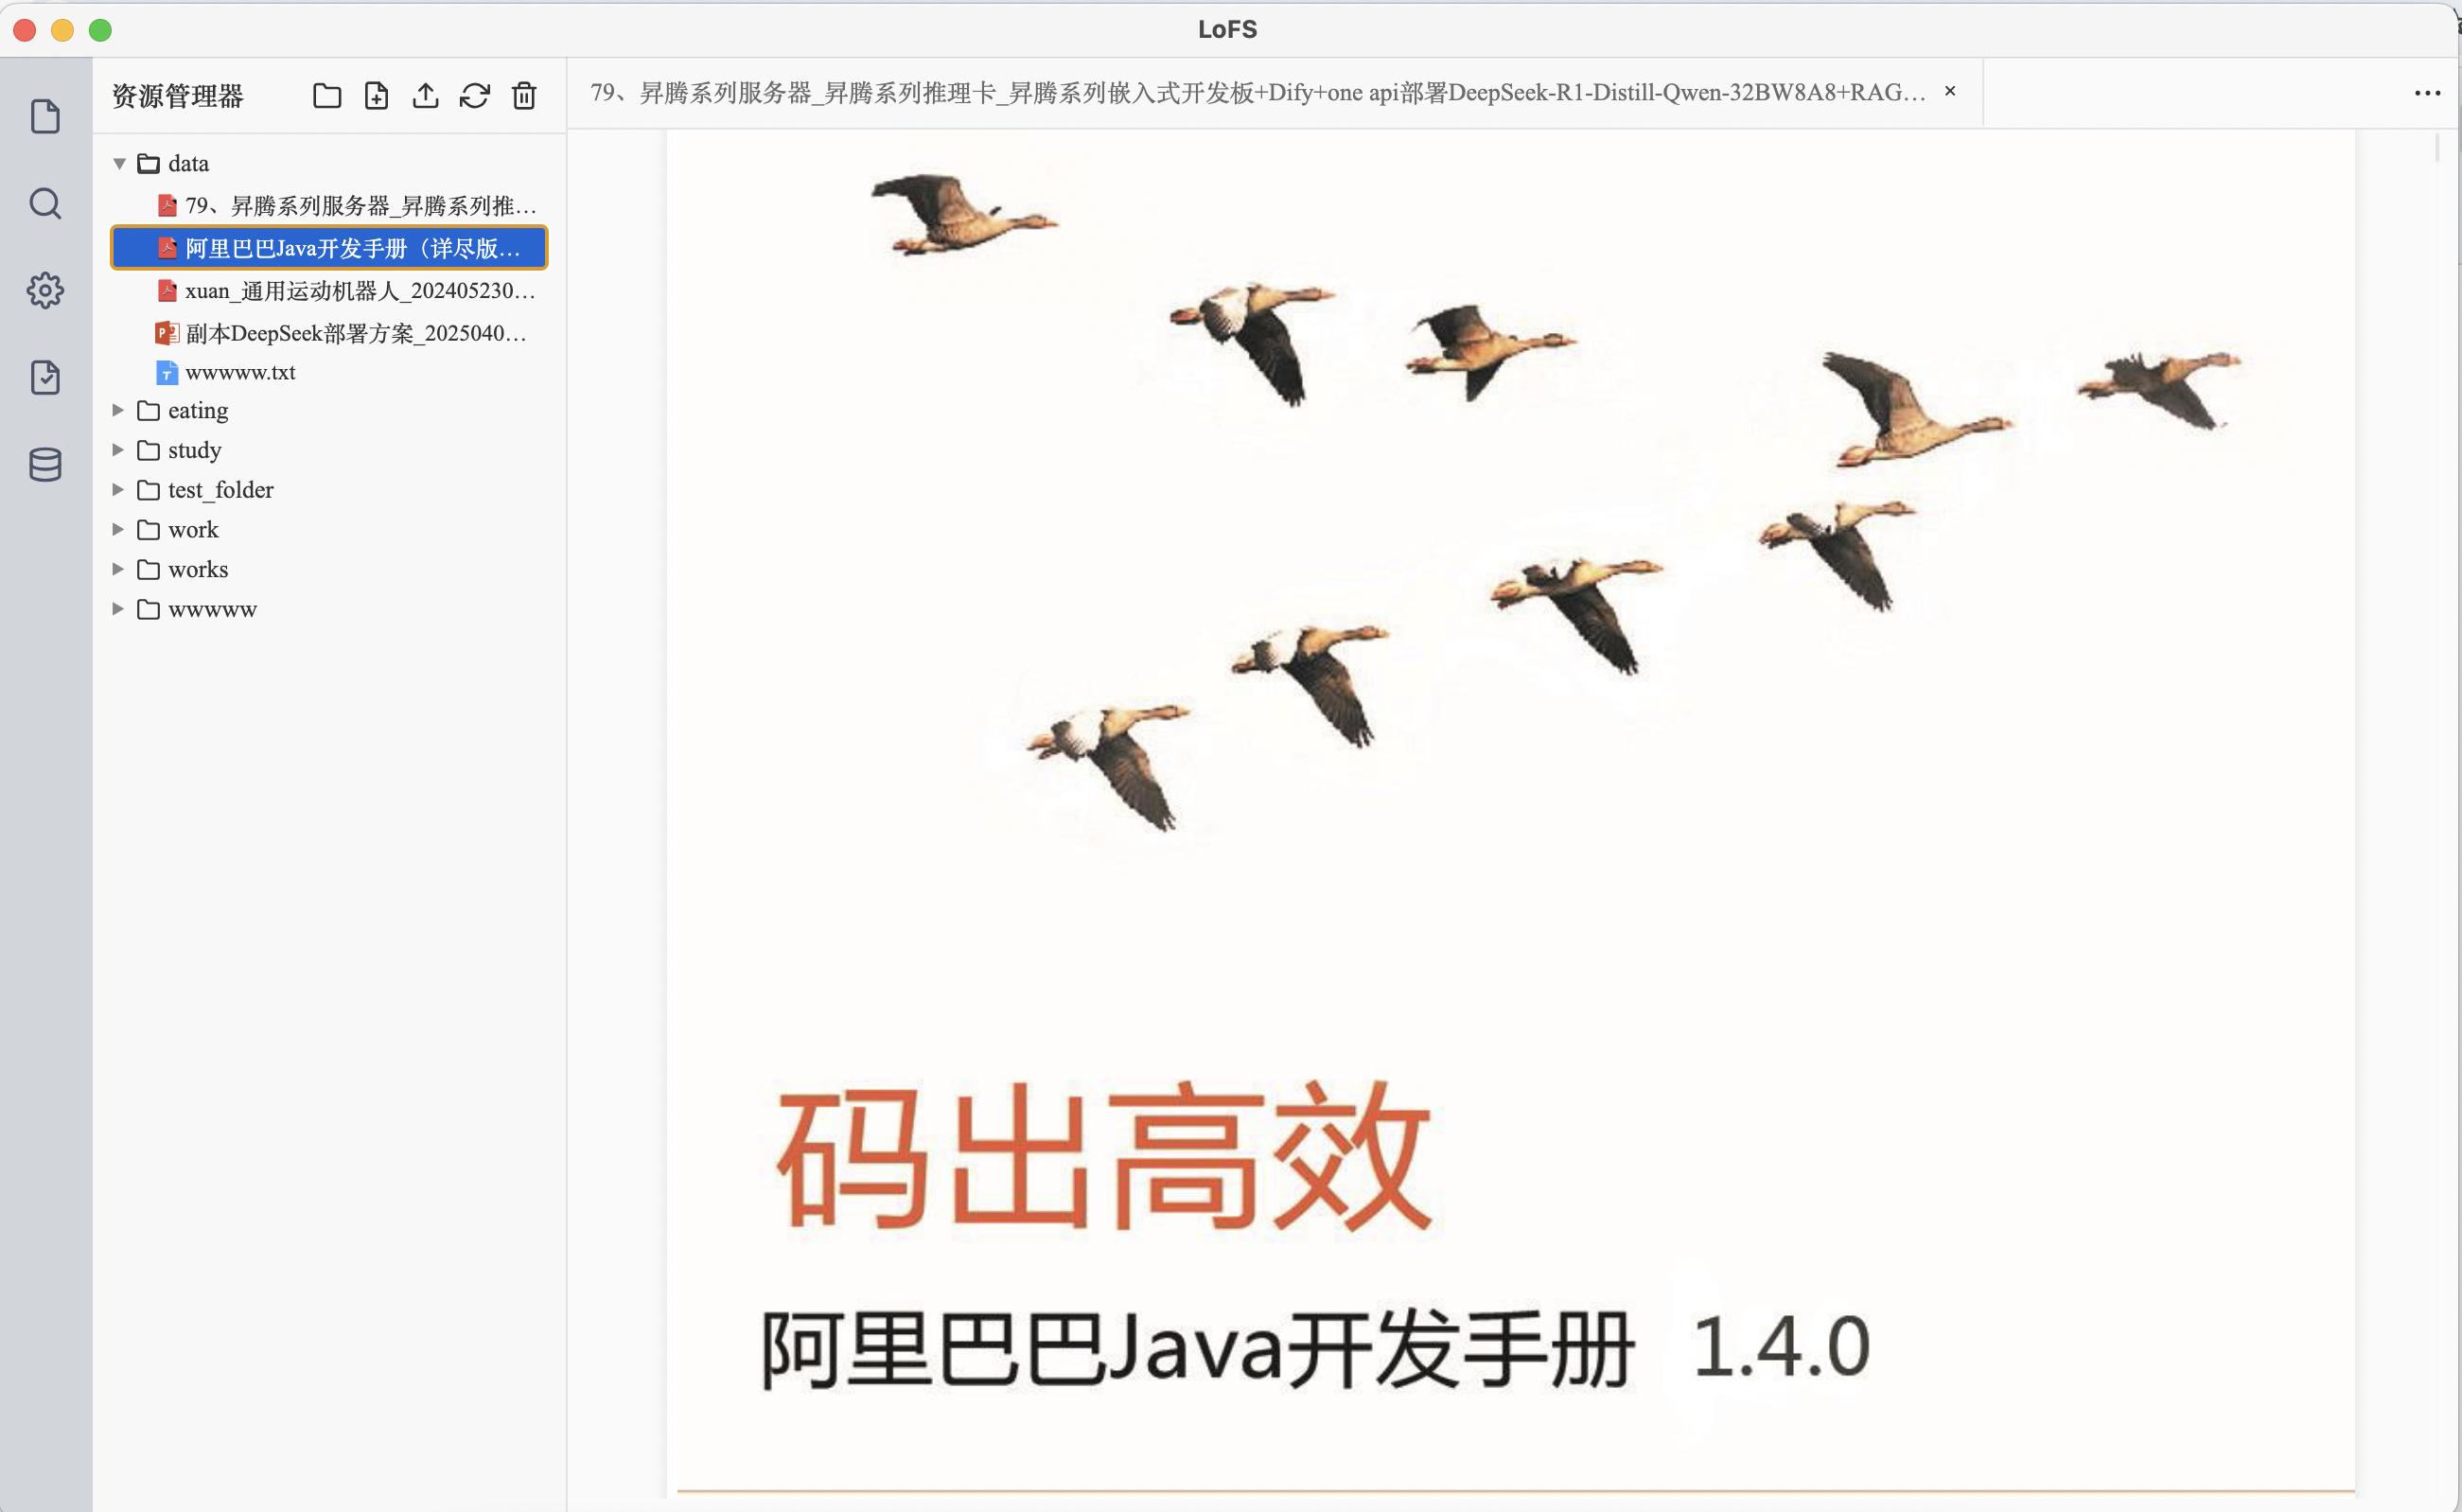 LoFS
资源管理器
79、昇腾系列服务器_昇腾系列推理卡_昇腾系列嵌入式开发板+Dify+one api部署DeepSeek-R1-Distill-Qwen-32BW8A8+RAG…
data
79、昇腾系列服务器_昇腾系列推…
阿里巴巴Java开发手册（详尽版…
xuan_通用运动机器人_202405230…
副本DeepSeek部署方案_2025040…
wwwww.txt
eating
study
test_folder
work
works
wwwww
码出高效
阿里巴巴Java开发手册 1.4.0